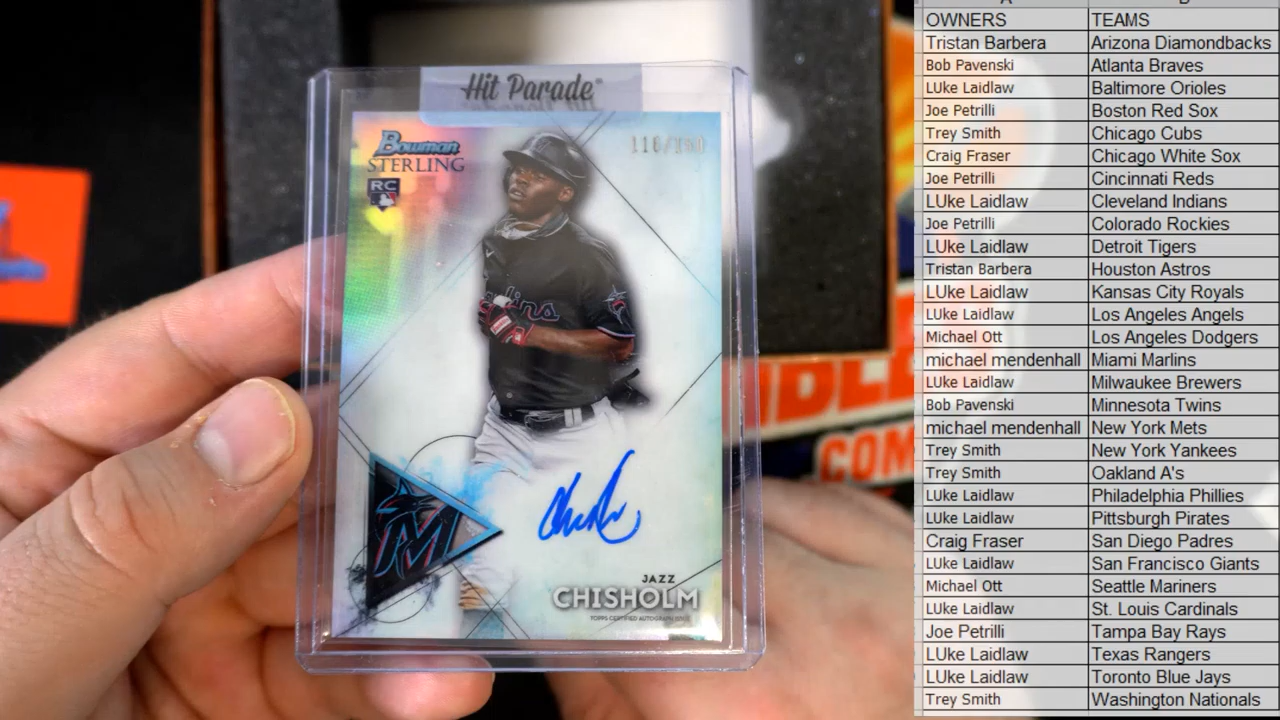 Hit Parade
Bowman
STERLING
RC
Marlins
M
JAZZ
CHISHOLM
TOPPS CERTIFIED AUTOGRAPH ISSUE
COM
OWNERS TEAMS
Tristan Barbera Arizona Diamondbacks
Bob Pavenski Atlanta Braves
LUke Laidlaw Baltimore Orioles
Joe Petrilli Boston Red Sox
Trey Smith Chicago Cubs
Craig Fraser Chicago White Sox
Joe Petrilli Cincinnati Reds
LUke Laidlaw Cleveland Indians
Joe Petrilli Colorado Rockies
LUke Laidlaw Detroit Tigers
Tristan Barbera Houston Astros
LUke Laidlaw Kansas City Royals
LUke Laidlaw Los Angeles Angels
Michael Ott Los Angeles Dodgers
michael mendenhall Miami Marlins
LUke Laidlaw Milwaukee Brewers
Bob Pavenski Minnesota Twins
michael mendenhall New York Mets
Trey Smith New York Yankees
Trey Smith Oakland A's
LUke Laidlaw Philadelphia Phillies
LUke Laidlaw Pittsburgh Pirates
Craig Fraser San Diego Padres
LUke Laidlaw San Francisco Giants
Michael Ott Seattle Mariners
LUke Laidlaw St. Louis Cardinals
Joe Petrilli Tampa Bay Rays
LUke Laidlaw Texas Rangers
LUke Laidlaw Toronto Blue Jays
Trey Smith Washington Nationals